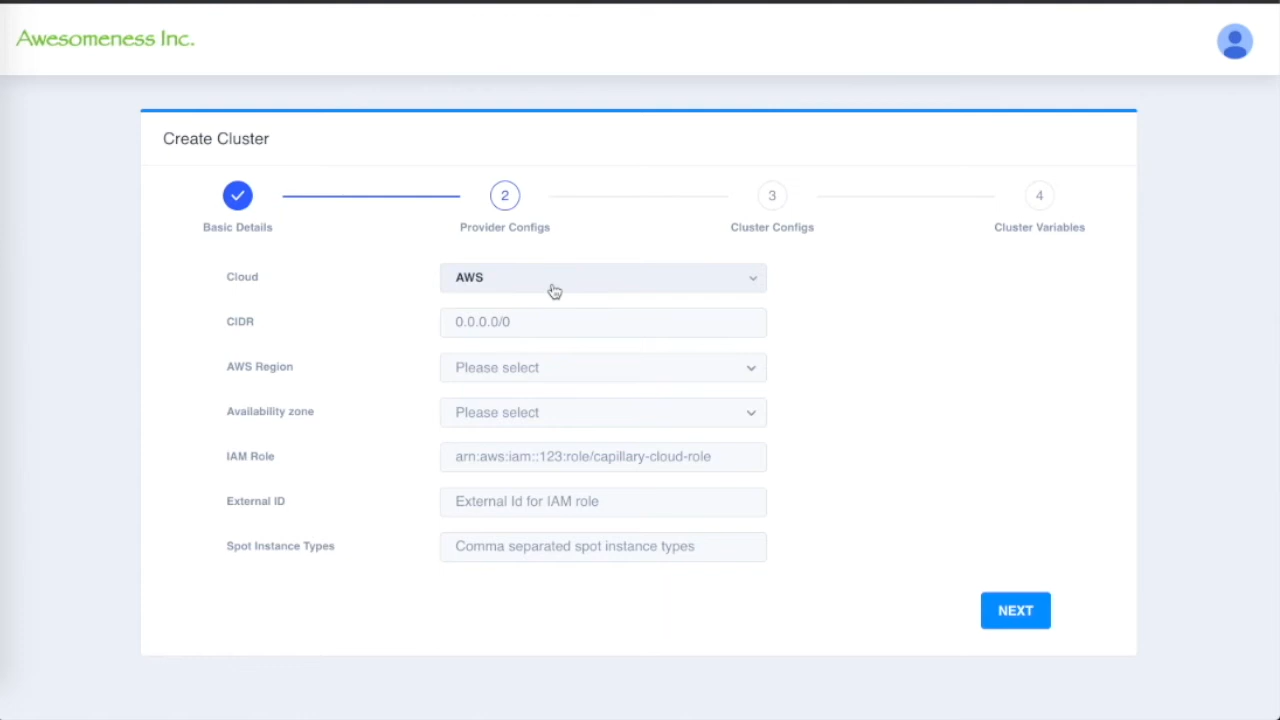 Awesomeness Inc.
Create Cluster
2
3
4
Basic Details
Provider Configs
Cluster Configs
Cluster Variables
Cloud
AWS
CIDR
0.0.0.0/0
AWS Region
Please select
Availability zone
Please select
IAM Role
arn:aws:iam::123:role/capillary-cloud-role
External ID
External Id for IAM role
Spot Instance Types
Comma separated spot instance types
NEXT